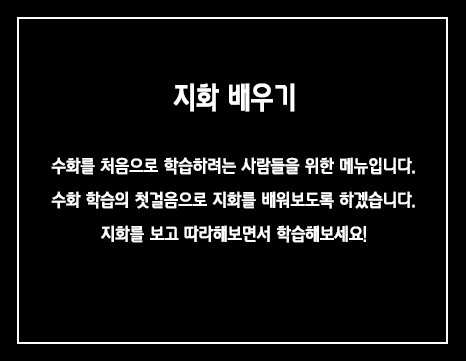 지화 배우기
수화를 처음으로 학습하려는 사람들을 위한 메뉴입니다.
수화 학습의 첫걸음으로 지화를 배워보도록 하겠습니다.
지화를 보고 따라해보면서 학습해보세요!